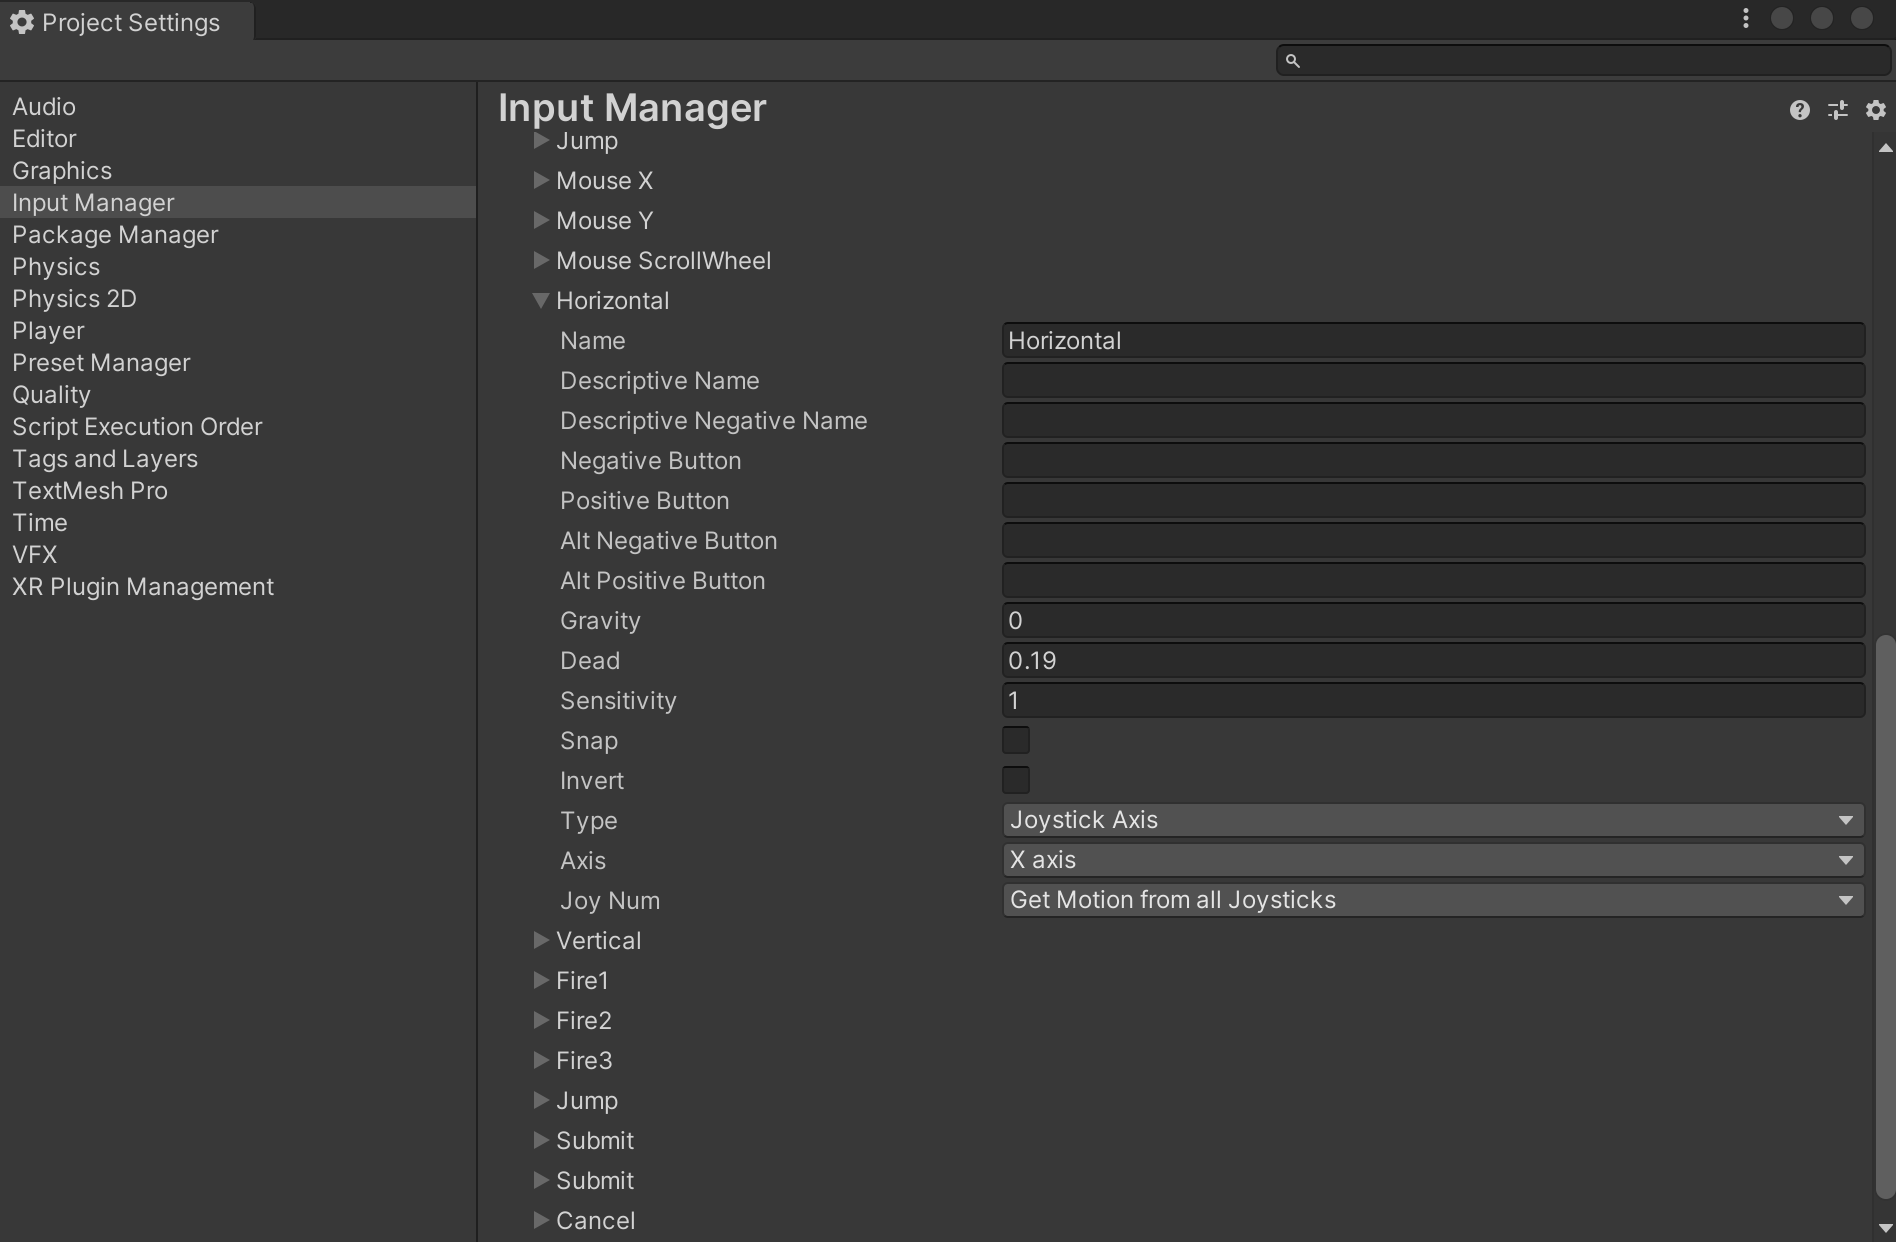 Project Settings
Audio
Editor
Graphics
Input Manager
Package Manager
Physics
Physics 2D
Player
Preset Manager
Quality
Script Execution Order
Tags and Layers
TextMesh Pro
Time
VFX
XR Plugin Management
Input Manager
Jump
Mouse X
Mouse Y
Mouse ScrollWheel
Horizontal
Name Horizontal
Descriptive Name
Descriptive Negative Name
Negative Button
Positive Button
Alt Negative Button
Alt Positive Button
Gravity 0
Dead 0.19
Sensitivity 1
Snap
Invert
Type Joystick Axis
Axis X axis
Joy Num Get Motion from all Joysticks
Vertical
Fire1
Fire2
Fire3
Jump
Submit
Submit
Cancel